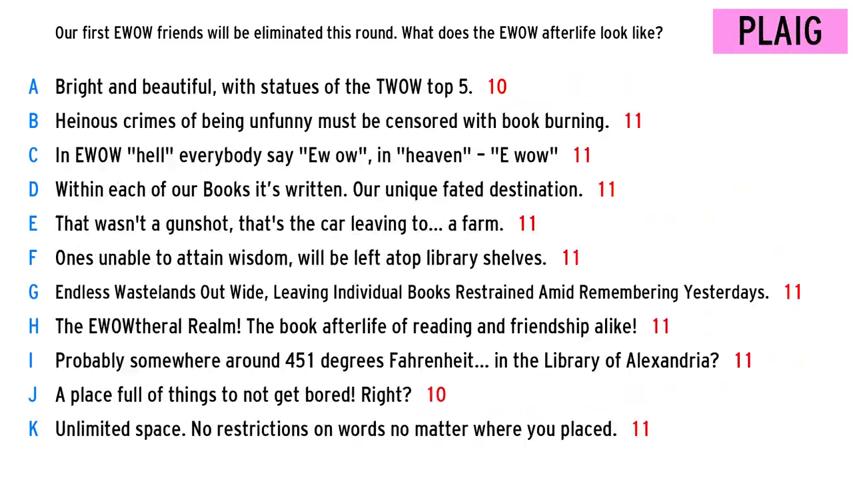 Our first EWOW friends will be eliminated this round. What does the EWOW afterlife look like?
PLAIG
A Bright and beautiful, with statues of the TWOW top 5. 10
B Heinous crimes of being unfunny must be censored with book burning. 11
C In EWOW "hell" everybody say "Ew ow", in "heaven" - "E wow" 11
D Within each of our Books it’s written. Our unique fated destination. 11
E That wasn't a gunshot, that's the car leaving to... a farm. 11
F Ones unable to attain wisdom, will be left atop library shelves. 11
G Endless Wastelands Out Wide, Leaving Individual Books Restrained Amid Remembering Yesterdays. 11
H The EWOWtheral Realm! The book afterlife of reading and friendship alike! 11
I Probably somewhere around 451 degrees Fahrenheit... in the Library of Alexandria? 11
J A place full of things to not get bored! Right? 10
K Unlimited space. No restrictions on words no matter where you placed. 11